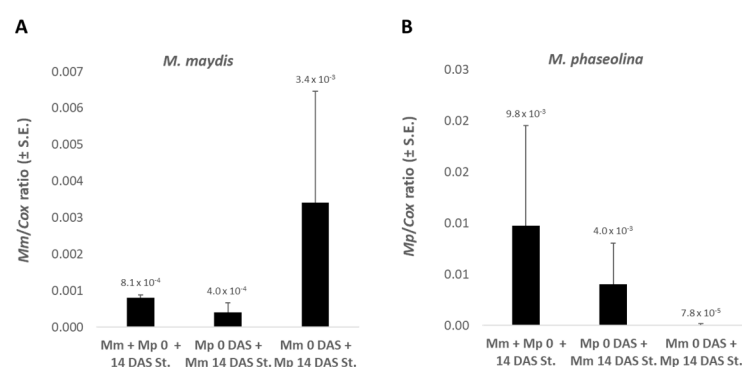 A
M. maydis
Mm/Cox ratio (± S.E.)
0.007
0.006
0.005
0.004
0.003
0.002
0.001
0.000
8.1 x 10-4
4.0 x 10-4
3.4 x 10-3
Mm + Mp 0 +
14 DAS St.
Mp 0 DAS +
Mm 14 DAS St.
Mm 0 DAS +
Mp 14 DAS St.
B
M. phaseolina
Mp/Cox ratio (± S.E.)
0.03
0.02
0.02
0.01
0.01
0.00
9.8 x 10-3
4.0 x 10-3
7.8 x 10-5
Mm + Mp 0 +
14 DAS St.
Mp 0 DAS +
Mm 14 DAS St.
Mm 0 DAS +
Mp 14 DAS St.